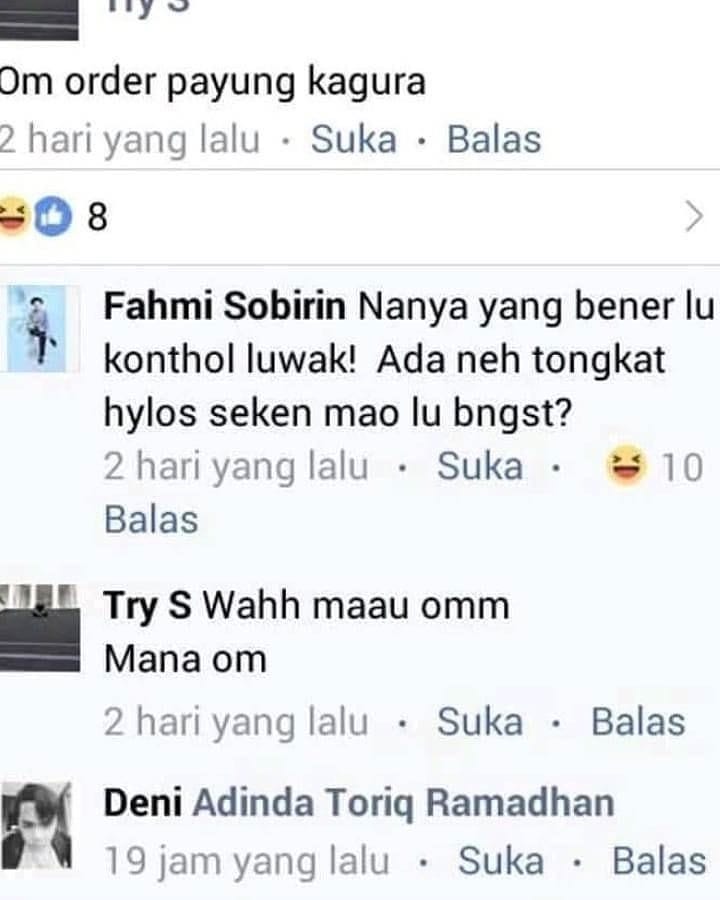 Try S
Om order payung kagura
2 hari yang lalu · Suka · Balas
8
Fahmi Sobirin Nanya yang bener lu
konthol luwak! Ada neh tongkat
hylos seken mao lu bngst?
2 hari yang lalu · Suka · 10
Balas
Try S Wahh maau omm
Mana om
2 hari yang lalu · Suka · Balas
Deni Adinda Toriq Ramadhan
19 jam yang lalu · Suka · Balas